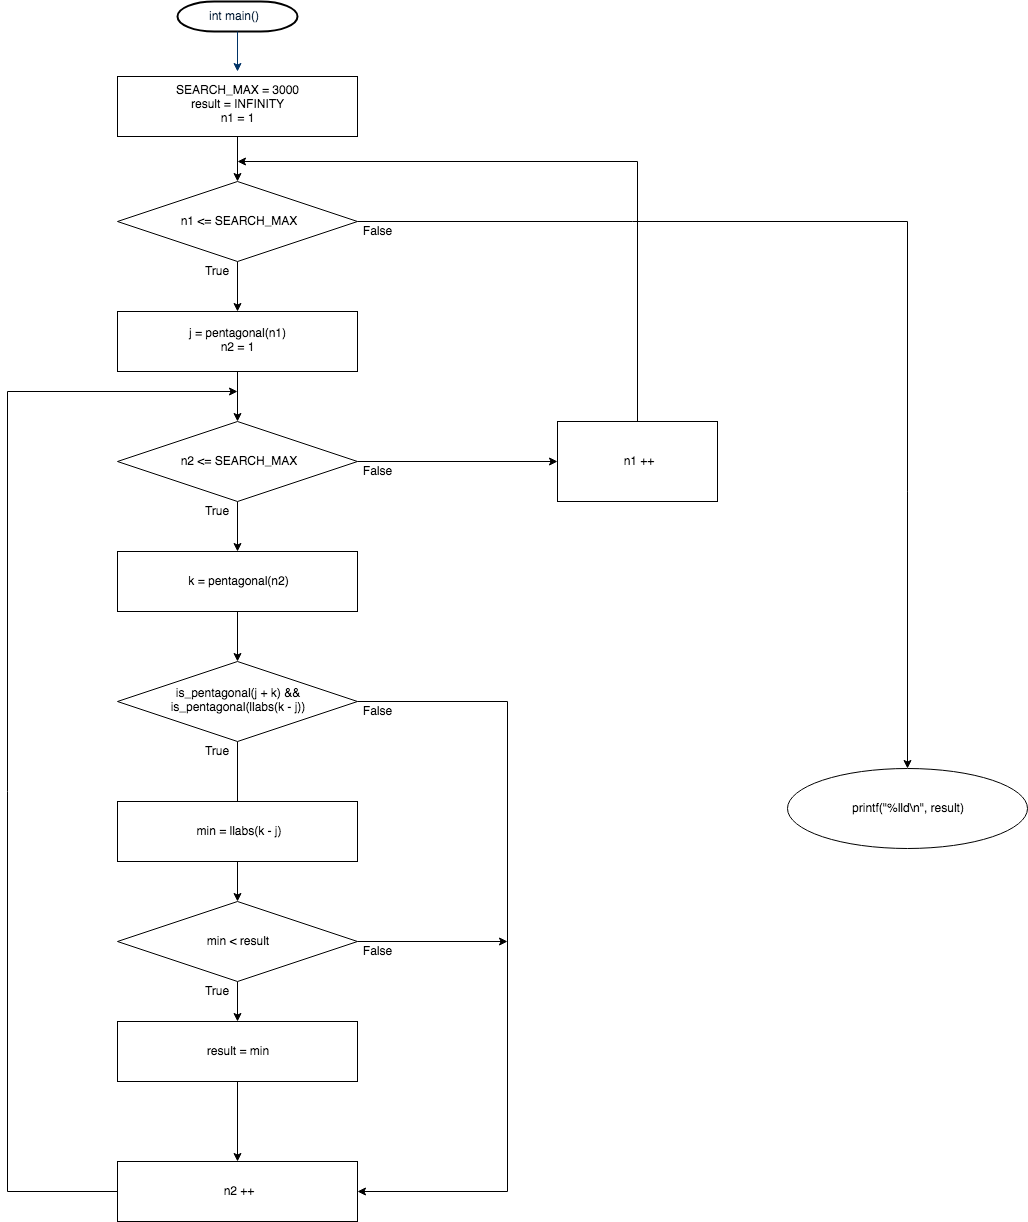 int main()
SEARCH_MAX = 3000
result = INFINITY
n1 = 1
n1 <= SEARCH_MAX
False
True
j = pentagonal(n1)
n2 = 1
n2 <= SEARCH_MAX
False
n1 ++
True
k = pentagonal(n2)
is_pentagonal(j + k) &&
is_pentagonal(llabs(k - j))
False
True
min = llabs(k - j)
printf("%lld\n", result)
min < result
False
True
result = min
n2 ++